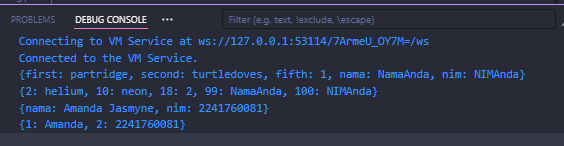 PROBLEMS DEBUG CONSOLE ... Filter (e.g. text, !exclude, \escape)
Connecting to VM Service at ws://127.0.0.1:53114/7ArmeU_OY7M=/ws
Connected to the VM Service.
{first: partridge, second: turtledoves, fifth: 1, nama: NamaAnda, nim: NIMAnda}
{2: helium, 10: neon, 18: 2, 99: NamaAnda, 100: NIMAnda}
{nama: Amanda Jasmyne, nim: 2241760081}
{1: Amanda, 2: 2241760081}